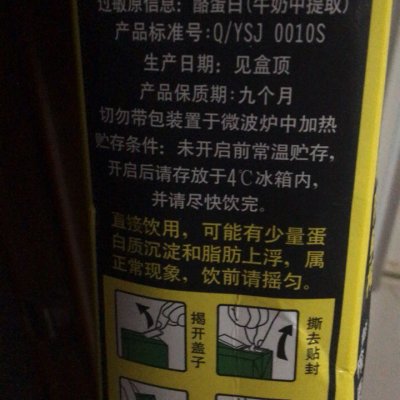 过敏原信息：酪蛋白(牛奶中提取)
产品标准号：Q/YSJ 0010S
生产日期：见盒顶
产品保质期：九个月
切勿带包装置于微波炉中加热
贮存条件：未开启前常温贮存，
开启后请存放于4℃冰箱内，
并请尽快饮完。
直接饮用，可能有少量蛋
白质沉淀和脂肪上浮，属
正常现象，饮前请摇匀。
揭开盖子
撕去贴封